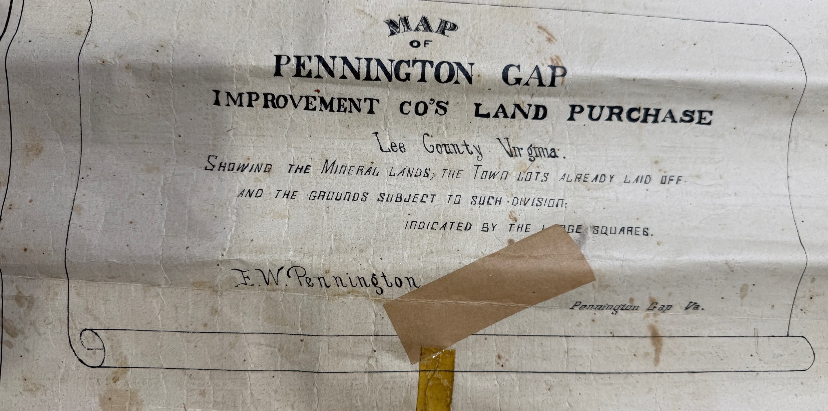 MAP
OF
PENNINGTON GAP
IMPROVEMENT CO'S LAND PURCHASE
Lee County Virginia.
SHOWING THE MINERAL LANDS, THE TOWN LOTS ALREADY LAID OFF
AND THE GROUNDS SUBJECT TO SUCH DIVISION;
INDICATED BY THE SQUARES.
E.W. Pennington
Pennington Gap Va.